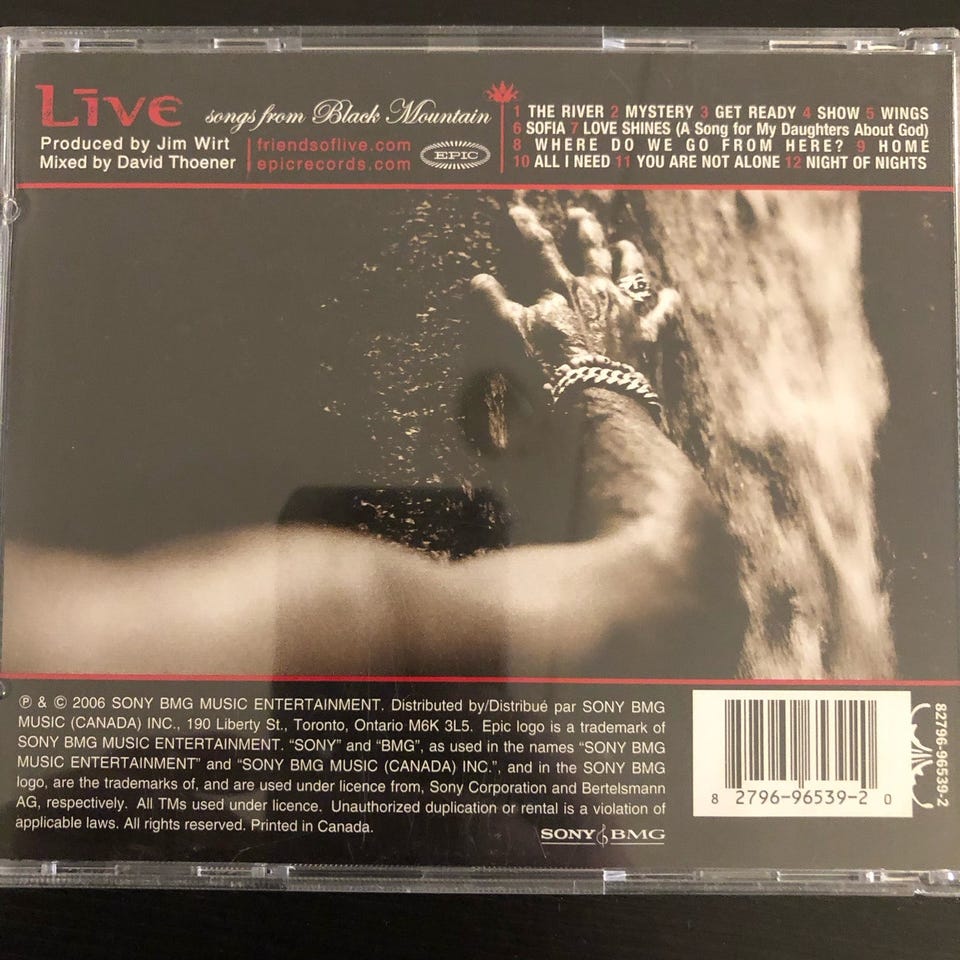 Līve songs from Black Mountain
Produced by Jim Wirt
Mixed by David Thoener
friendsoflive.com
epicrecords.com
EPIC
1 THE RIVER 2 MYSTERY 3 GET READY 4 SHOW 5 WINGS
6 SOFIA 7 LOVE SHINES (A Song for My Daughters About God)
8 WHERE DO WE GO FROM HERE? 9 HOME
10 ALL I NEED 11 YOU ARE NOT ALONE 12 NIGHT OF NIGHTS
℗ & © 2006 SONY BMG MUSIC ENTERTAINMENT. Distributed by/Distribué par SONY BMG
MUSIC (CANADA) INC., 190 Liberty St., Toronto, Ontario M6K 3L5. Epic logo is a trademark of
SONY BMG MUSIC ENTERTAINMENT. “SONY” and “BMG”, as used in the names “SONY BMG
MUSIC ENTERTAINMENT” and “SONY BMG MUSIC (CANADA) INC.”, and in the SONY BMG
logo, are the trademarks of, and are used under licence from, Sony Corporation and Bertelsmann
AG, respectively. All TMs used under licence. Unauthorized duplication or rental is a violation of
applicable laws. All rights reserved. Printed in Canada.
SONY BMG
8 2796-96539-2 0
82796-96539-2